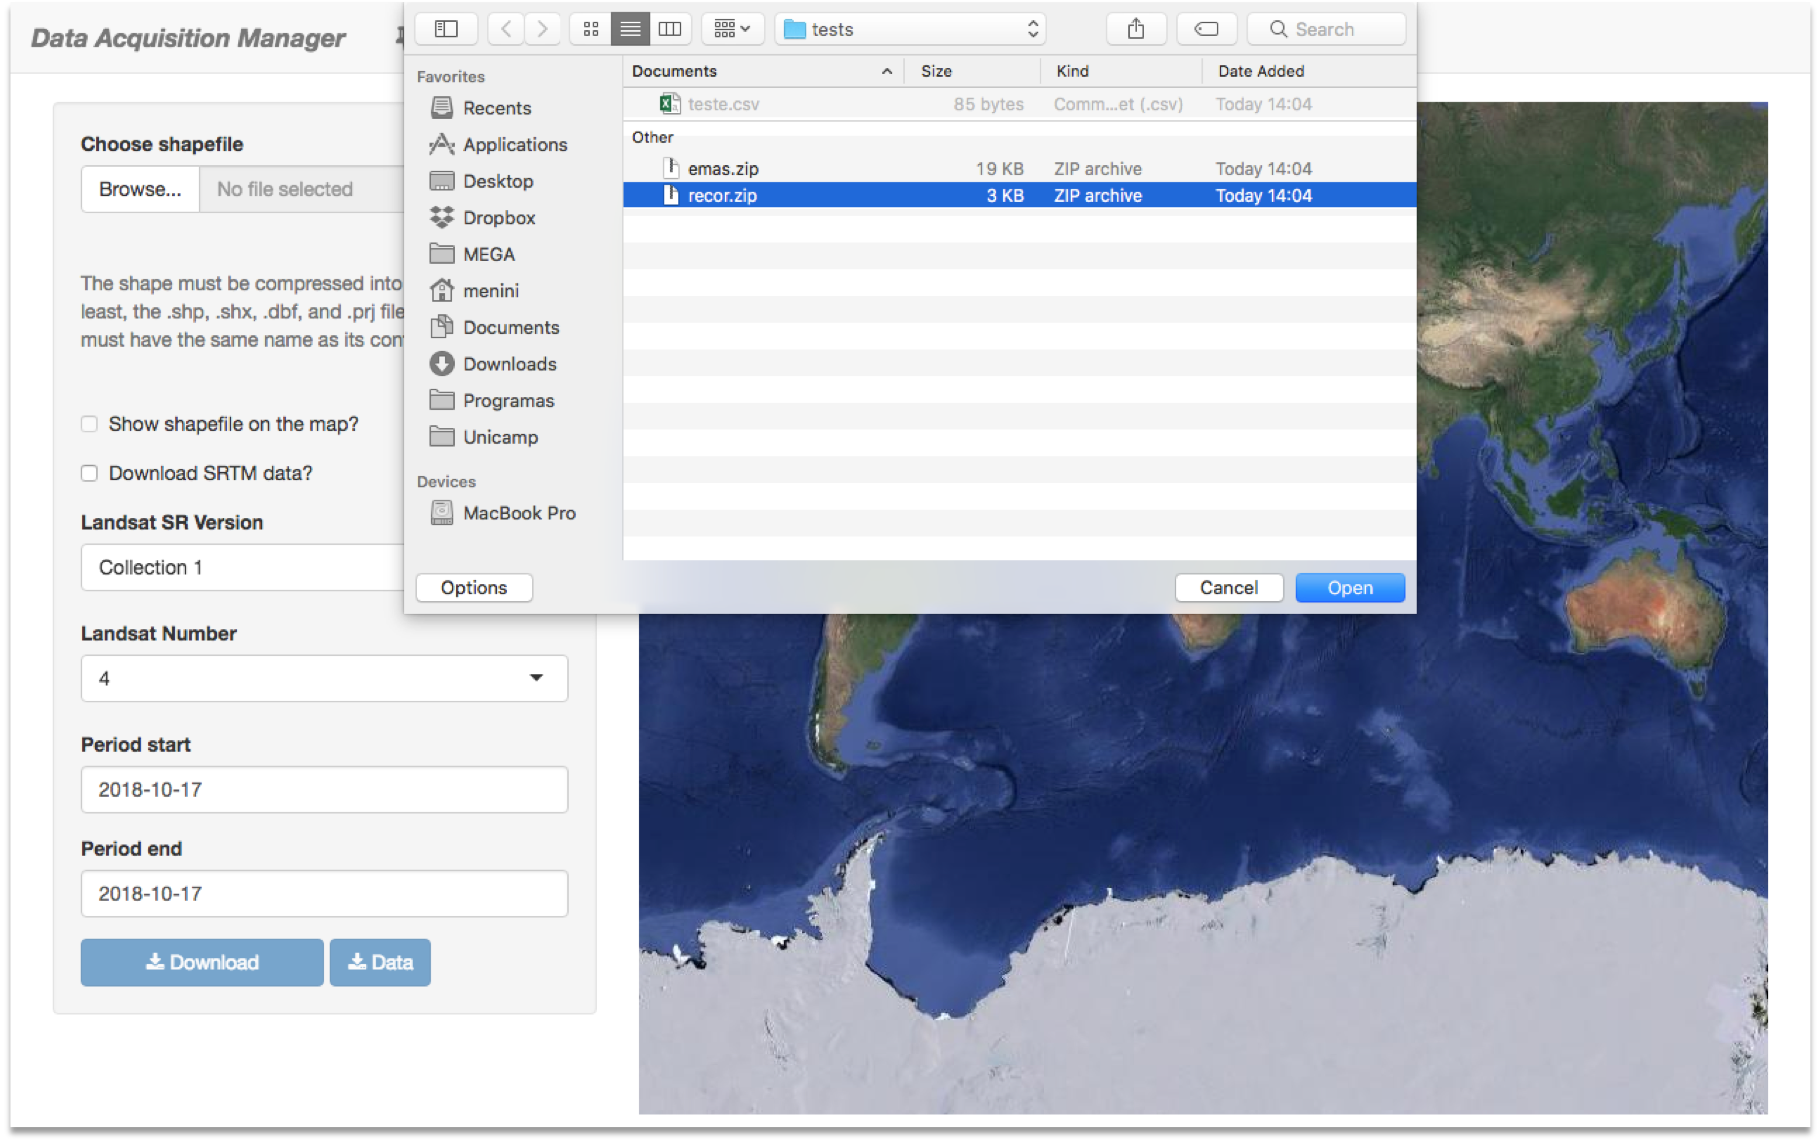 Data Acquisition Manager
tests
Search
Favorites
Recents
Applications
Desktop
Dropbox
MEGA
menini
Documents
Downloads
Programas
Unicamp
Devices
MacBook Pro
Documents Size Kind Date Added
teste.csv 85 bytes Comm...et (.csv) Today 14:04
Other
emas.zip 19 KB ZIP archive Today 14:04
recor.zip 3 KB ZIP archive Today 14:04
Options
Cancel
Open
Choose shapefile
Browse... No file selected
The shape must be compressed into
least, the .shp, .shx, .dbf, and .prj file
must have the same name as its con
Show shapefile on the map?
Download SRTM data?
Landsat SR Version
Collection 1
Landsat Number
4
Period start
2018-10-17
Period end
2018-10-17
Download
Data